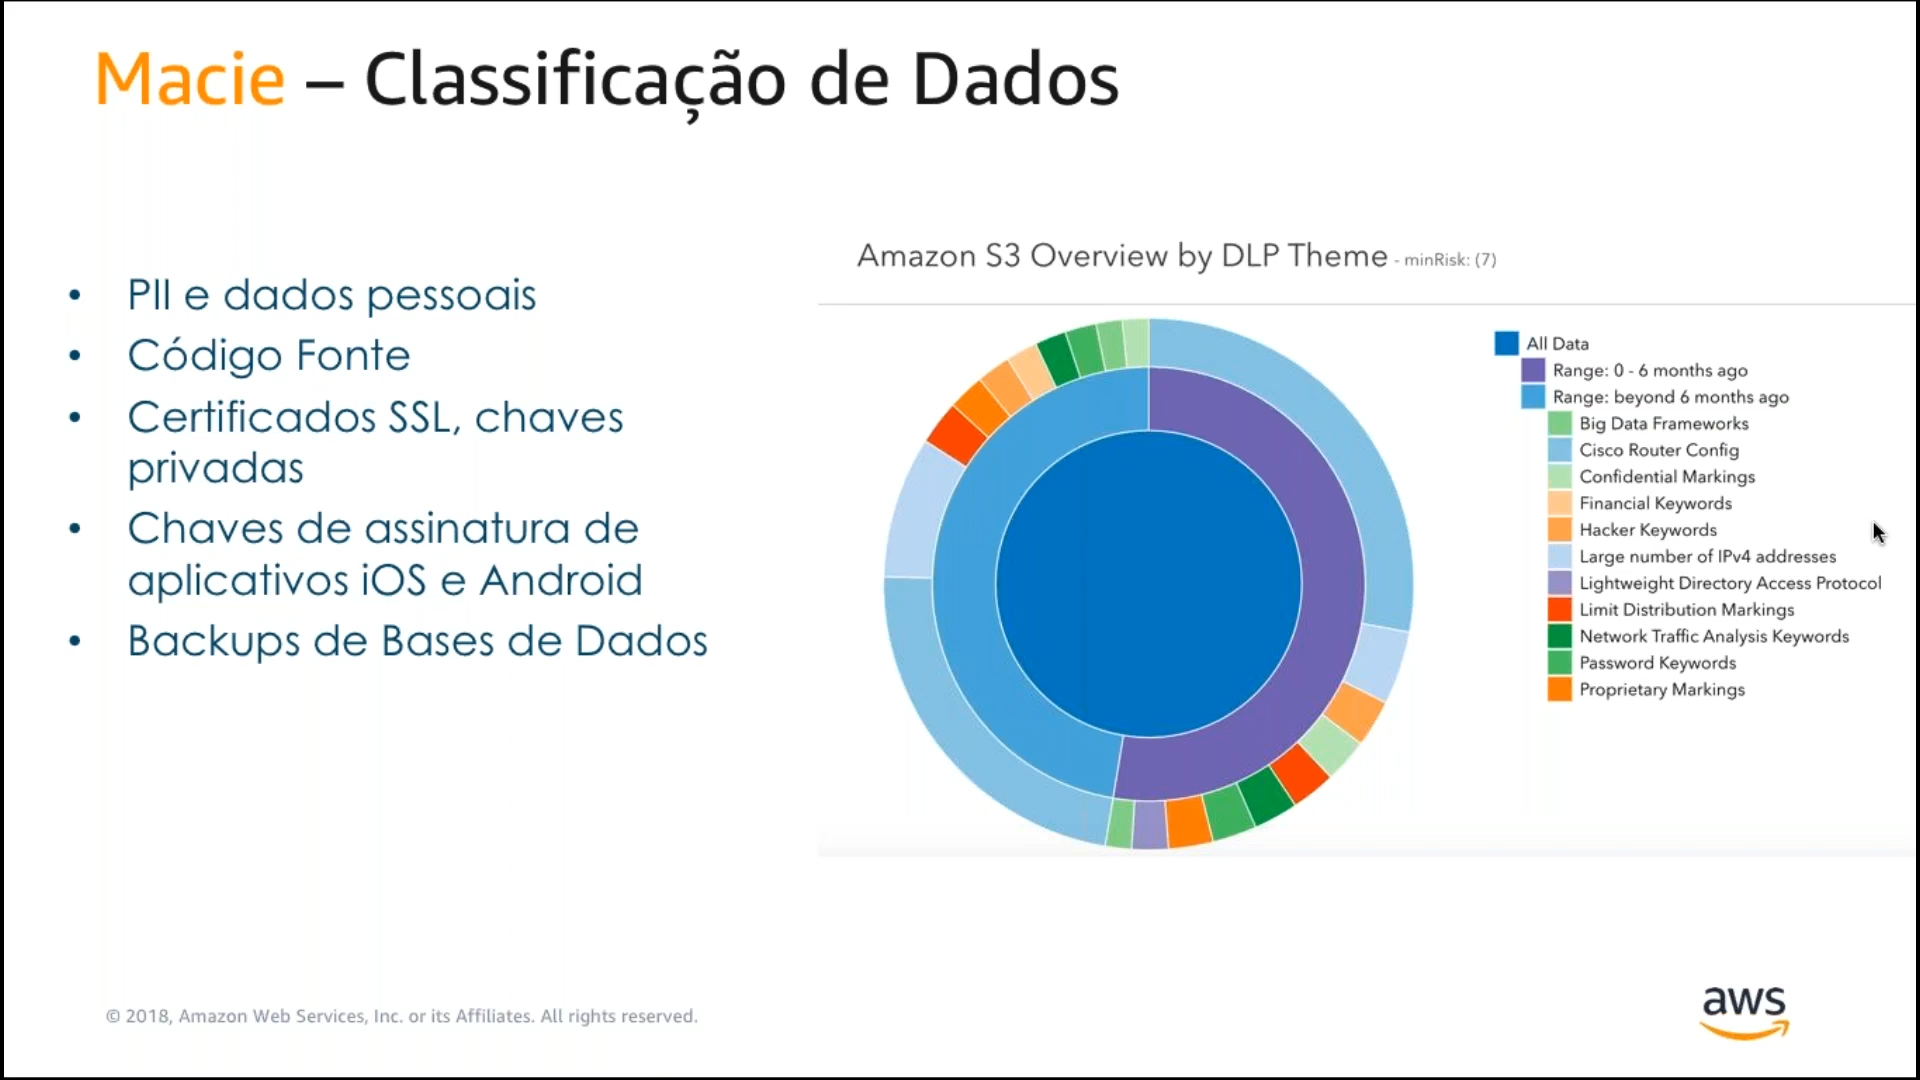 Macie – Classificação de Dados
• PII e dados pessoais
• Código Fonte
• Certificados SSL, chaves
privadas
• Chaves de assinatura de
aplicativos iOS e Android
• Backups de Bases de Dados
Amazon S3 Overview by DLP Theme - minRisk: (7)
All Data
Range: 0 - 6 months ago
Range: beyond 6 months ago
Big Data Frameworks
Cisco Router Config
Confidential Markings
Financial Keywords
Hacker Keywords
Large number of IPv4 addresses
Lightweight Directory Access Protocol
Limit Distribution Markings
Network Traffic Analysis Keywords
Password Keywords
Proprietary Markings
© 2018, Amazon Web Services, Inc. or its Affiliates. All rights reserved.
aws